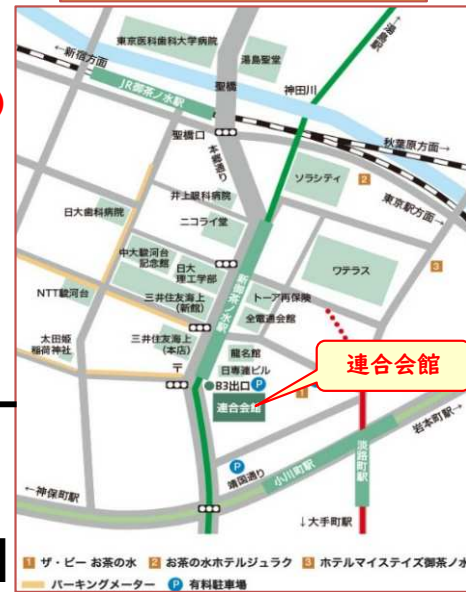 ←新宿方面
東京医科歯科大学病院
湯島聖堂
←湯島駅
聖橋
神田川
JR御茶ノ水駅
聖橋口
本郷通り
秋葉原方面→
井上眼科病院
ソラシティ
2
東京駅方面→
日大歯科病院
ニコライ堂
中大駿河台
記念館
日大
理工学部
新御茶ノ水駅
ワテラス
3
NTT駿河台
三井住友海上
(新館)
トーア再保険
全電通会館
太田姫
稲荷神社
三井住友海上
(本店)
龍名館
日専連ビル
連合会館
〒
B3出口
P
1
連合会館
岩本町駅→
淡路町駅
小川町駅
P
靖国通り
←神保町駅
↓大手町駅
1 ザ・ビー お茶の水 2 お茶の水ホテルジュラク 3 ホテルマイステイズ御茶ノ水
パーキングメーター P 有料駐車場